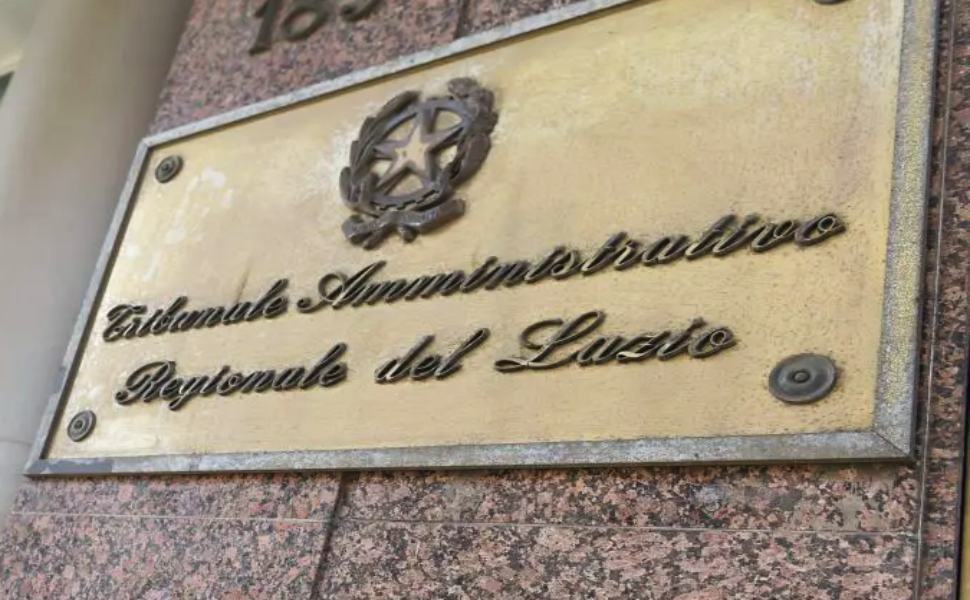 Tribunale Amministrativo
Regionale del Lazio